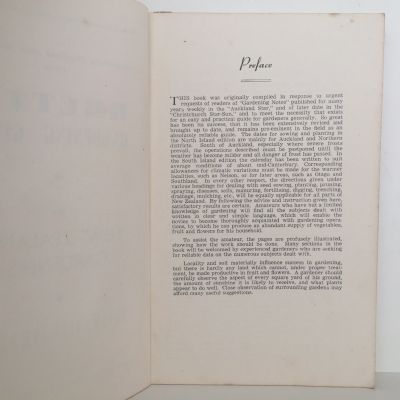 Preface
THIS book was originally compiled in response to urgent
requests of readers of "Gardening Notes" published for many
years weekly in the "Auckland Star," and of later date in the
"Christchurch Star-Sun," and to meet the necessity that exists
for an easy and practical guide for gardeners generally. So great
has been its success, that it has been extensively revised and
brought up to date, and remains pre-eminent in the field as an
absolutely reliable guide. The dates for sowing and planting in
the North Island edition are mainly for Auckland and Northern
districts. South of Auckland, especially where severe frosts
prevail, the operations described must be postponed until the
weather has become milder and all danger of frost has passed. In
the South Island edition the calendar has been written to suit
average conditions of about mid-Canterbury. Corresponding
allowances for climatic variations must be made for the warmer
localities, such as Nelson, or for later areas, such as Otago and
Southland. In every other respect, the directions given under
various headings for dealing with seed sowing, planting, pruning,
spraying, diseases, soils, manuring, fertilising, digging, trenching,
drainage, mulching, etc., will be equally applicable for all parts of
New Zealand. By following the advice and instruction given here,
satisfactory results are certain. Amateurs who have but a limited
knowledge of gardening will find all the subjects dealt with
written in clear and simple language, which will enable the
novice to become thoroughly acquainted with gardening opera-
tions, by which he can produce an abundant supply of vegetables,
fruit and flowers for his household.
To assist the amateur, the pages are profusely illustrated,
showing how the work should be done. Many sections in the
book will be welcomed by experienced gardeners who are seeking
for reliable data on the numerous subjects dealt with.
Locality and soil materially influence success in gardening,
but there is hardly any land which cannot, under proper treat-
ment, be made productive in fruit and flowers. A gardener should
carefully observe the aspect of every square yard of his ground,
the amount of sunshine it is likely to receive, and what plants
appear to do well. Close observation of surrounding gardens may
afford many useful suggestions.